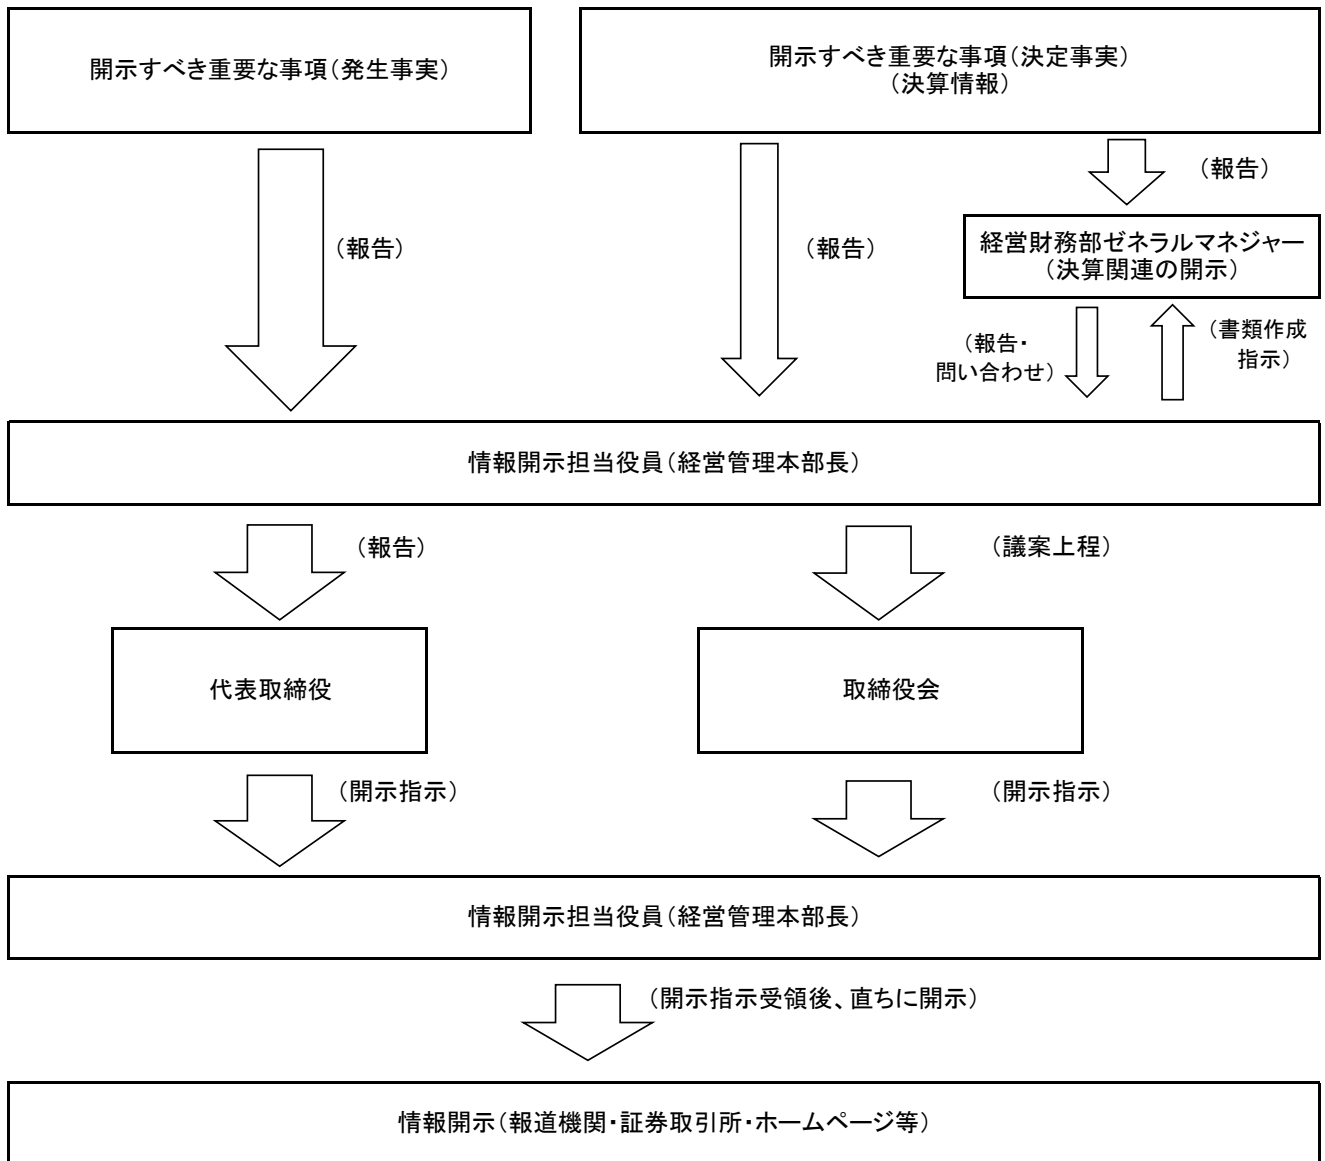 開示すべき重要な事項(発生事実)
開示すべき重要な事項(決定事実)
(決算情報)
(報告)
(報告)
(報告)
経営財務部ゼネラルマネジャー
(決算関連の開示)
(報告・
問い合わせ)
(書類作成
指示)
情報開示担当役員(経営管理本部長)
(報告)
(議案上程)
代表取締役
取締役会
(開示指示)
(開示指示)
情報開示担当役員(経営管理本部長)
(開示指示受領後、直ちに開示)
情報開示(報道機関・証券取引所・ホームページ等)